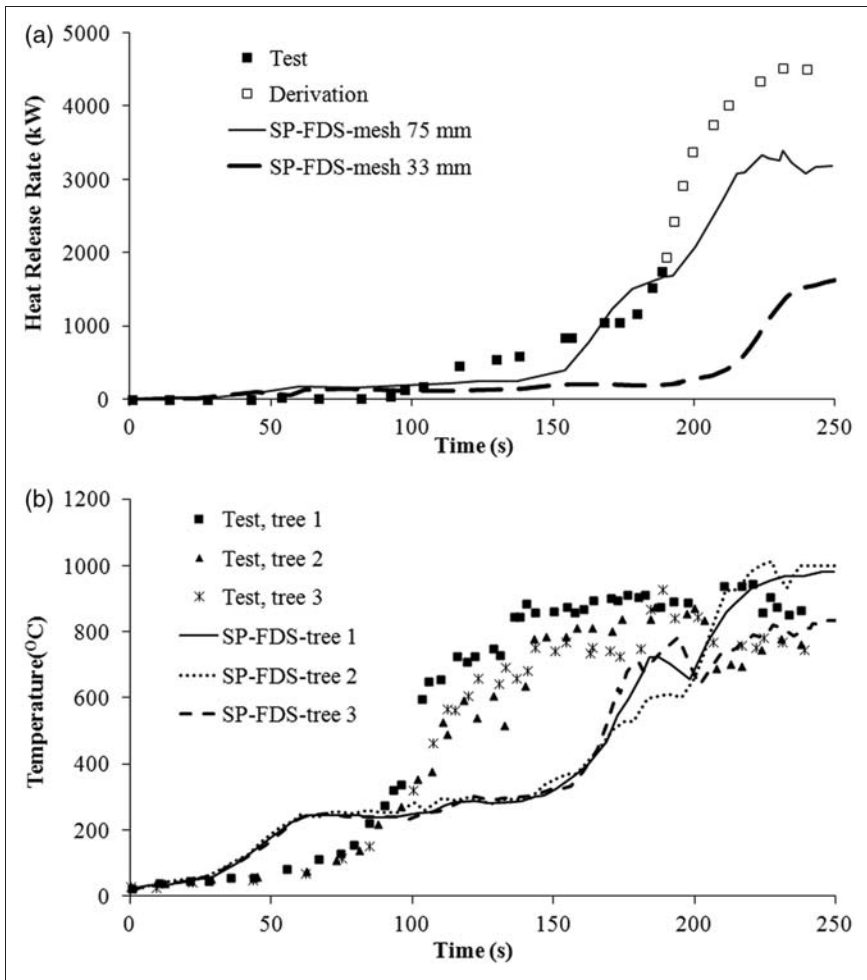 (a)
5000
4000
3000
2000
1000
0
Heat Release Rate (kW)
Test
Derivation
SP-FDS-mesh 75 mm
SP-FDS-mesh 33 mm
0 50 100 150 200 250
Time (s)
(b)
1200
1000
800
600
400
200
0
Temperature(⁰C)
Test, tree 1
Test, tree 2
Test, tree 3
SP-FDS-tree 1
SP-FDS-tree 2
SP-FDS-tree 3
0 50 100 150 200 250
Time (s)